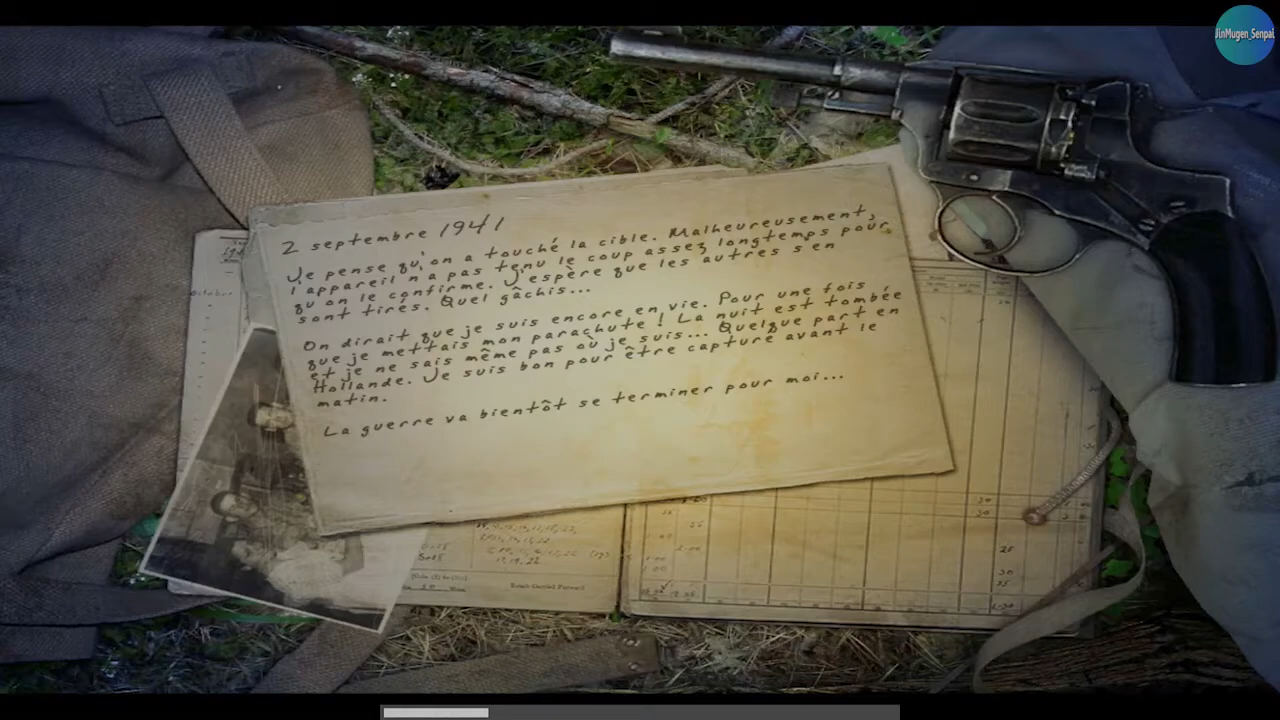 JinMugen_Senpai
2 septembre 1941
Je pense qu'on a touché la cible. Malheureusement,
l'appareil n'a pas tenu le coup assez longtemps pour
qu'on le confirme. J'espère que les autres s'en
sont tirés. Quel gâchis...
On dirait que je suis encore en vie. Pour une fois
que je mettais mon parachute ! La nuit est tombée
et je ne sais même pas où je suis... Quelque part en
Hollande. Je suis bon pour être capturé avant le
matin.
La guerre va bientôt se terminer pour moi...
October